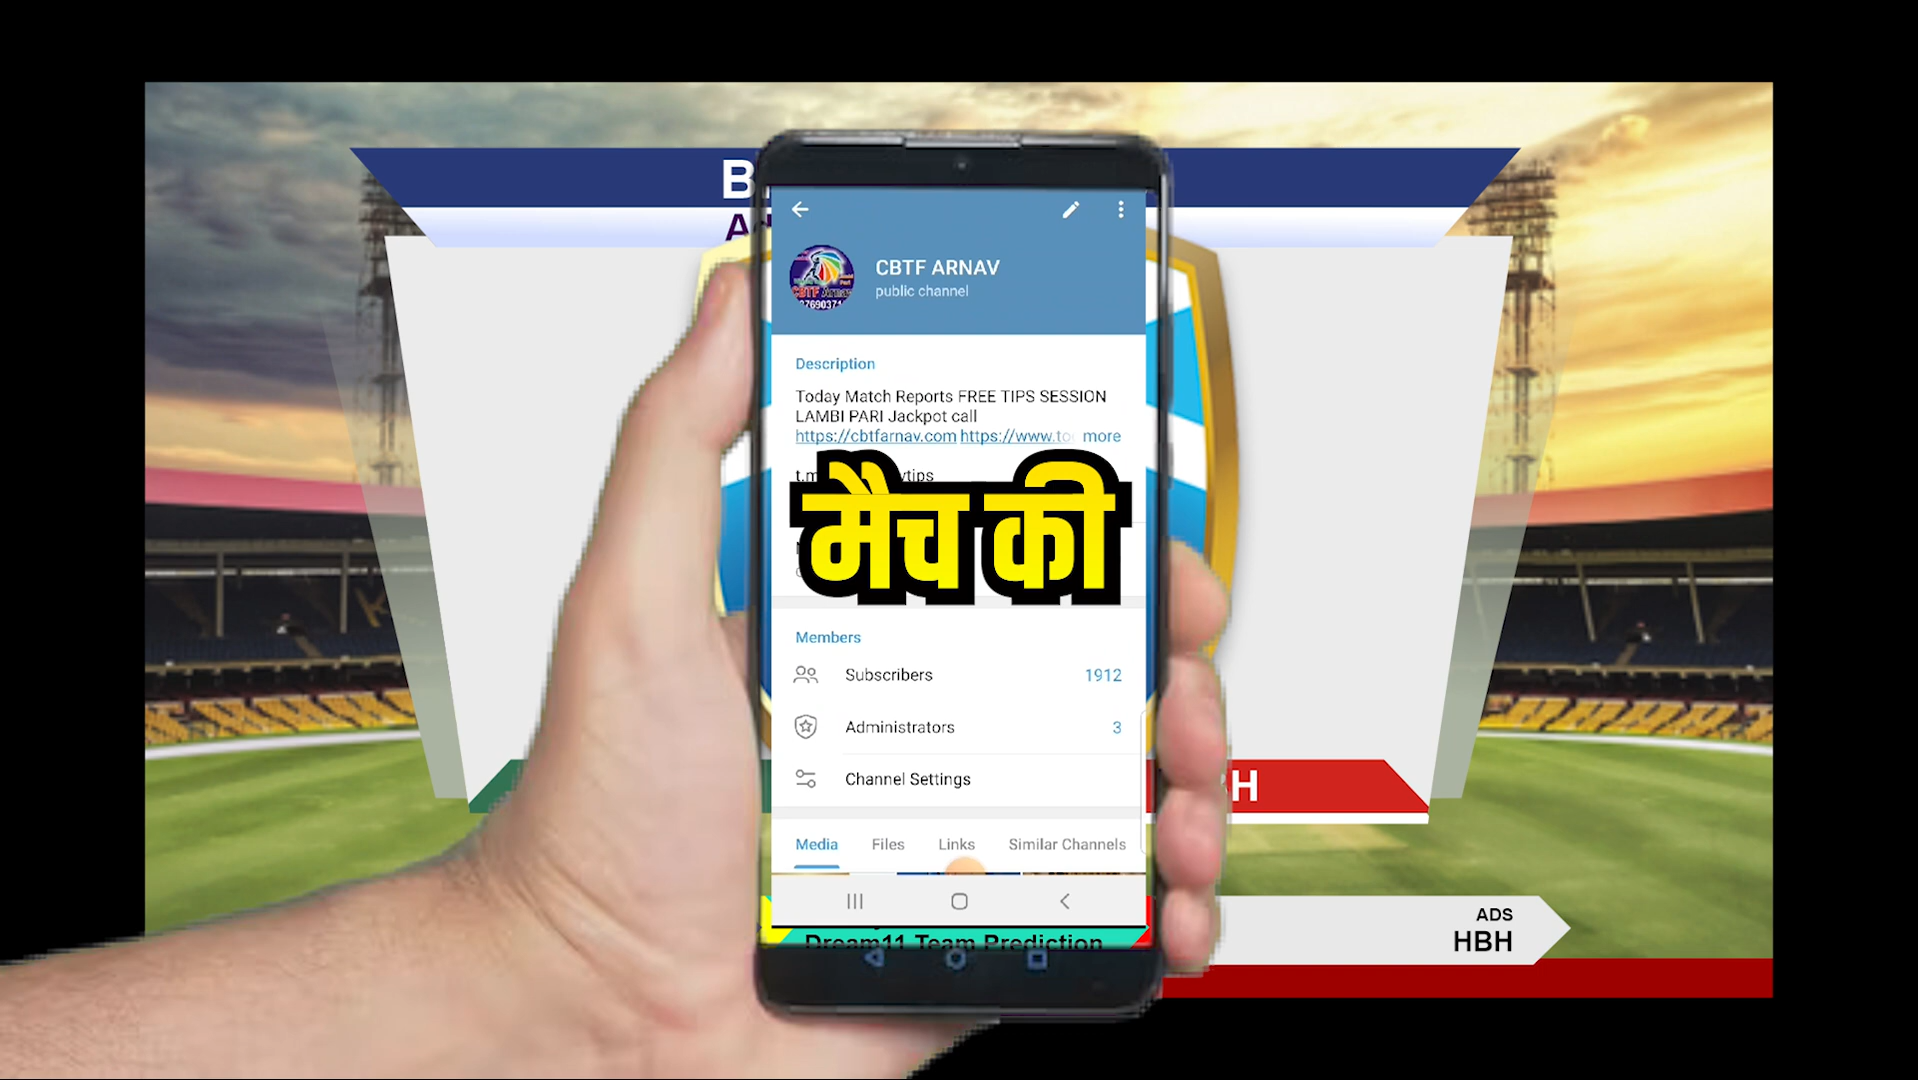 CBTF ARNAV
public channel
Description
Today Match Reports FREE TIPS SESSION
LAMBI PARI Jackpot call
https://cbtfarnav.com https://www.to more
मैच की
Members
Subscribers 1912
Administrators 3
Channel Settings
Media Files Links Similar Channels
Dream11 Team Prediction
H
ADS
HBH